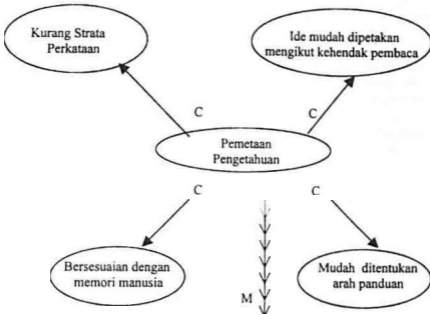 Kurang Strata
Perkataan
Ide mudah dipetakan
mengikut kehendak pembaca
C
C
Pemetaan
Pengetahuan
C
C
Bersesuaian dengan
memori manusia
M
Mudah ditentukan
arah panduan